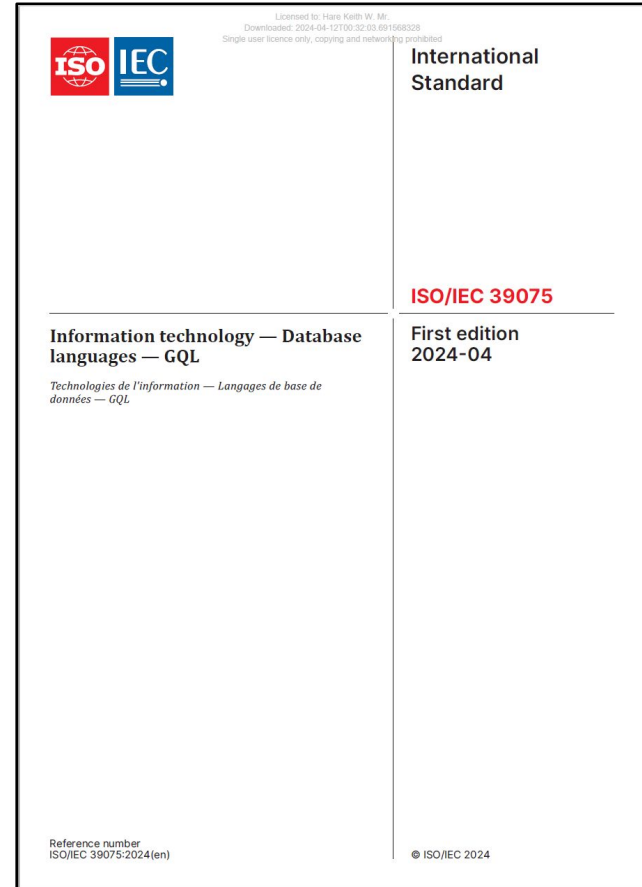 Licensed to: Hare Keith W. Mr.
Downloaded: 2024-04-12T00:32:03.691568328
Single user licence only, copying and networking prohibited
ISO IEC
International
Standard
ISO/IEC 39075
Information technology — Database
languages — GQL
Technologies de l'information — Langages de base de
données — GQL
First edition
2024-04
Reference number
ISO/IEC 39075:2024(en)
© ISO/IEC 2024